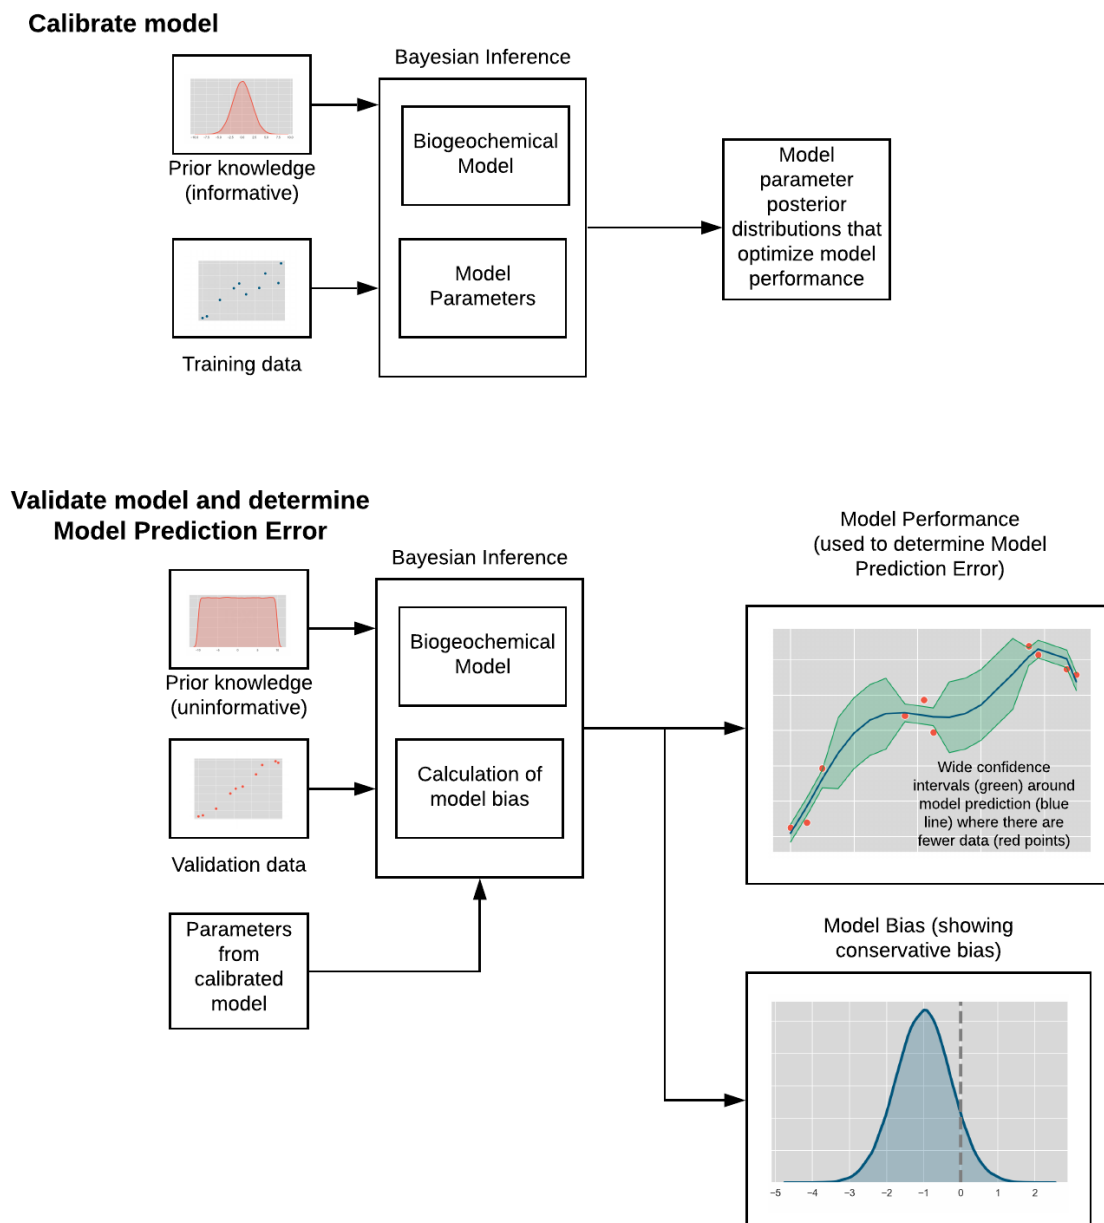 Calibrate model
Bayesian Inference
Prior knowledge
(informative)
Training data
Biogeochemical
Model
Model
Parameters
Model
parameter
posterior
distributions that
optimize model
performance
Validate model and determine
Model Prediction Error
Bayesian Inference
Prior knowledge
(uninformative)
Validation data
Parameters
from
calibrated
model
Biogeochemical
Model
Calculation of
model bias
Model Performance
(used to determine Model
Prediction Error)
Wide confidence
intervals (green) around
model prediction (blue
line) where there are
fewer data (red points)
Model Bias (showing
conservative bias)
-5 -4 -3 -2 -1 0 1 2